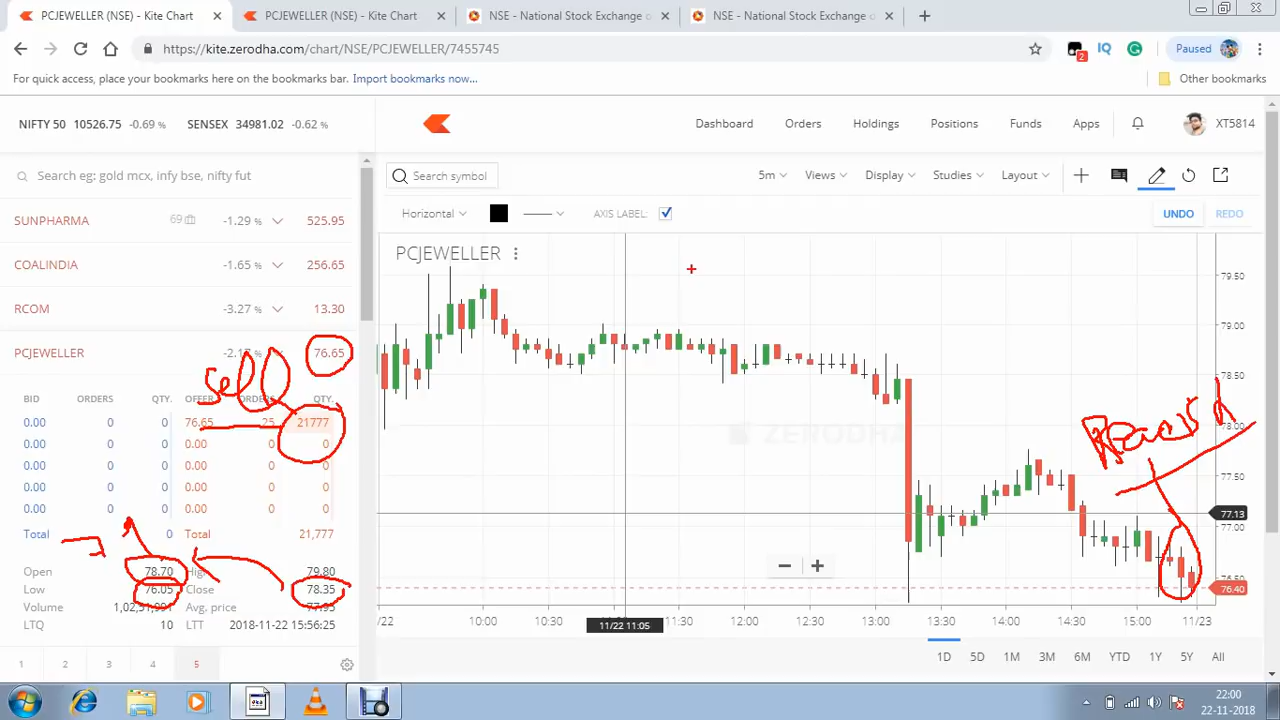 PCJEWELLER (NSE) - Kite Chart
PCJEWELLER (NSE) - Kite Chart
NSE - National Stock Exchange o
NSE - National Stock Exchange o
https://kite.zerodha.com/chart/NSE/PCJEWELLER/7455745
2
IQ
Paused
For quick access, place your bookmarks here on the bookmarks bar. Import bookmarks now...
Other bookmarks
NIFTY 50 10526.75 -0.69 % SENSEX 34981.02 -0.62 %
Dashboard Orders Holdings Positions Funds Apps XT5814
Search eg: gold mcx, infy bse, nifty fut
Search symbol
5m Views Display Studies Layout
Horizontal AXIS LABEL: UNDO REDO
SUNPHARMA 69 -1.29 % 525.95
COALINDIA -1.65 % 256.65
RCOM -3.27 % 13.30
PCJEWELLER 76.65
sell
BID ORDERS QTY. OFFER ORDERS QTY.
0.00 0 0 76.65 25 21777
0.00 0 0 0.00 0 0
0.00 0 0 0.00 0 0
0.00 0 0 0.00 0 0
0.00 0 0 0.00 0 0
Total 0 Total 21,777
Open 78.70 High 79.80
Low 76.05 Close 78.35
Volume Avg. price 77.95
LTQ 10 LTT 2018-11-22 15:56:25
1 2 3 4 5
PCJEWELLER
ZERODHA
79.50
79.00
78.50
78.00
77.50
77.13
77.00
76.50
76.40
/22 10:00 10:30 11/22 11:05 11:30 12:00 12:30 13:00 13:30 14:00 14:30 15:00 11/23
1D 5D 1M 3M 6M YTD 1Y 5Y All
22:00
22-11-2018